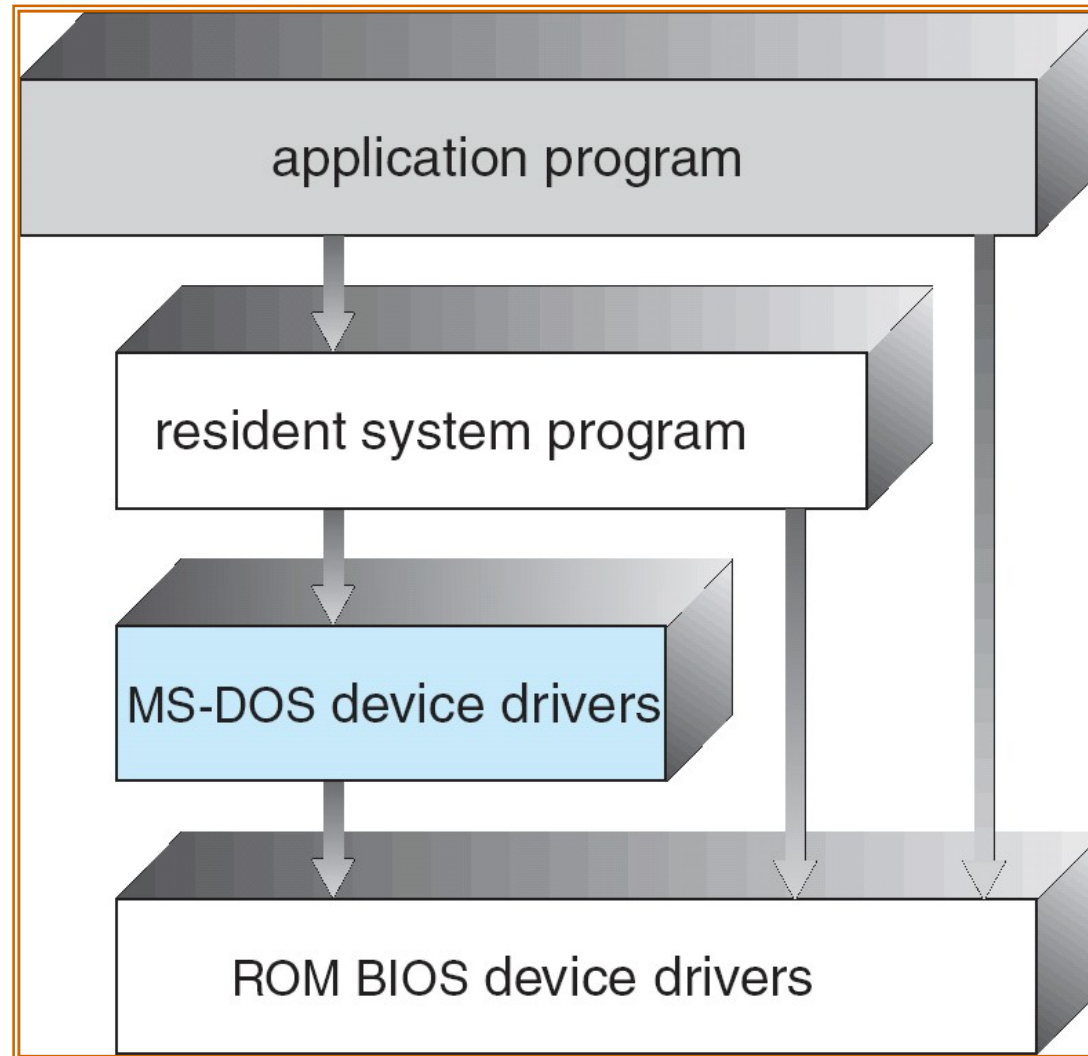 application program
resident system program
MS-DOS device drivers
ROM BIOS device drivers